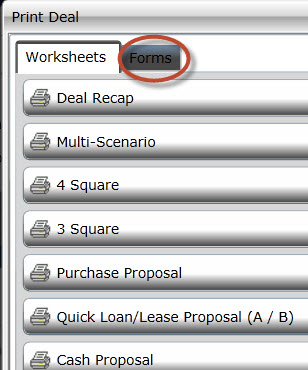 Print Deal
Worksheets
Forms
Deal Recap
Multi-Scenario
4 Square
3 Square
Purchase Proposal
Quick Loan/Lease Proposal (A / B)
Cash Proposal